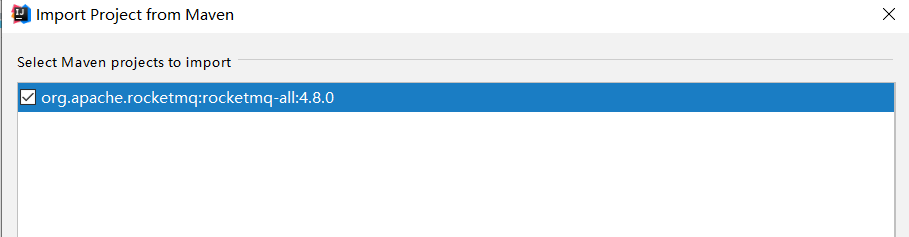 Import Project from Maven
Select Maven projects to import
org.apache.rocketmq:rocketmq-all:4.8.0